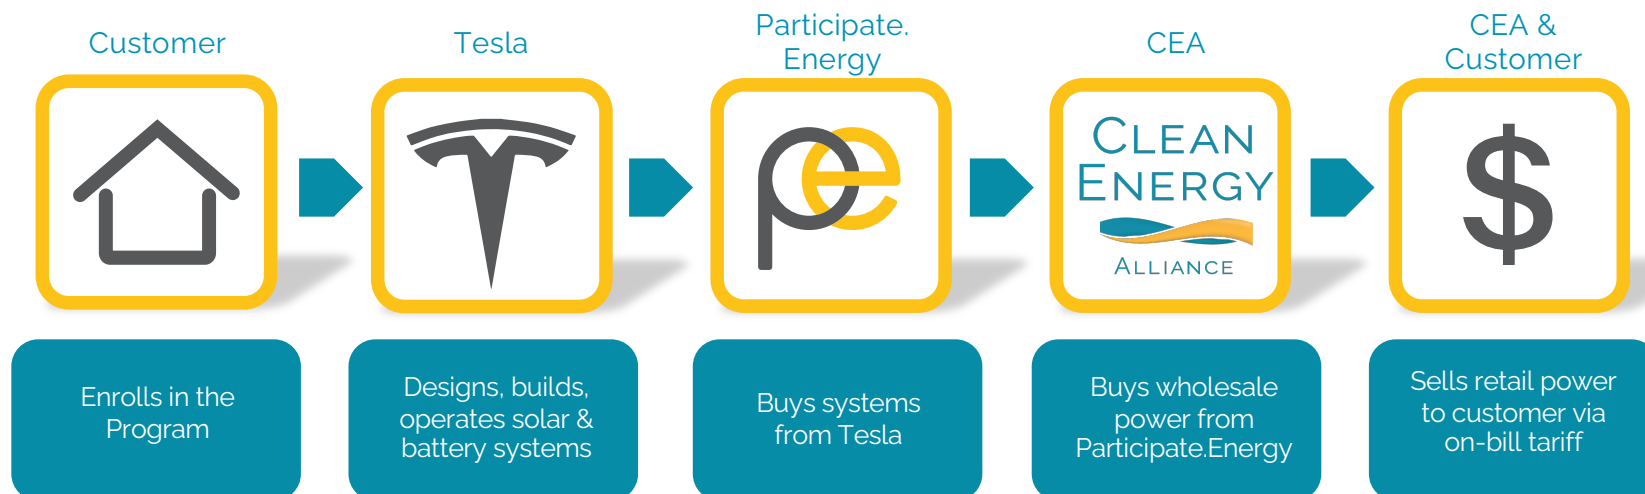 Customer
Tesla
Participate.
Energy
CEA
CEA &
Customer
pe
CLEAN
ENERGY
ALLIANCE
$
Enrolls in the
Program
Designs, builds,
operates solar &
battery systems
Buys systems
from Tesla
Buys wholesale
power from
Participate.Energy
Sells retail power
to customer via
on-bill tariff